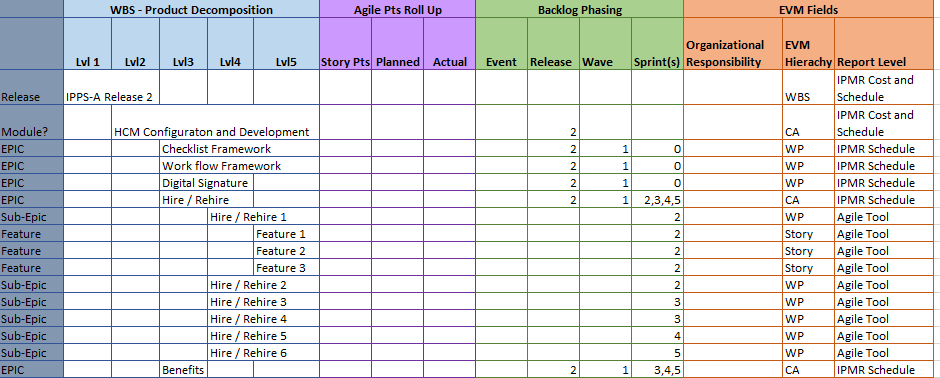 WBS - Product Decomposition Agile Pts Roll Up Backlog Phasing EVM Fields
Lvl 1 Lvl2 Lvl3 Lvl4 Lvl5 Story Pts Planned Actual Event Release Wave Sprint(s) Organizational Responsibility EVM Hierachy Report Level
Release IPPS-A Release 2 WBS IPMR Cost and Schedule
Module? HCM Configuraton and Development 2 CA IPMR Cost and Schedule
EPIC Checklist Framework 2 1 0 WP IPMR Schedule
EPIC Work flow Framework 2 1 0 WP IPMR Schedule
EPIC Digital Signature 2 1 0 WP IPMR Schedule
EPIC Hire / Rehire 2 1 2,3,4,5 CA IPMR Schedule
Sub-Epic Hire / Rehire 1 2 WP Agile Tool
Feature Feature 1 2 Story Agile Tool
Feature Feature 2 2 Story Agile Tool
Feature Feature 3 2 Story Agile Tool
Sub-Epic Hire / Rehire 2 2 WP Agile Tool
Sub-Epic Hire / Rehire 3 3 WP Agile Tool
Sub-Epic Hire / Rehire 4 3 WP Agile Tool
Sub-Epic Hire / Rehire 5 4 WP Agile Tool
Sub-Epic Hire / Rehire 6 5 WP Agile Tool
EPIC Benefits 2 1 3,4,5 CA IPMR Schedule